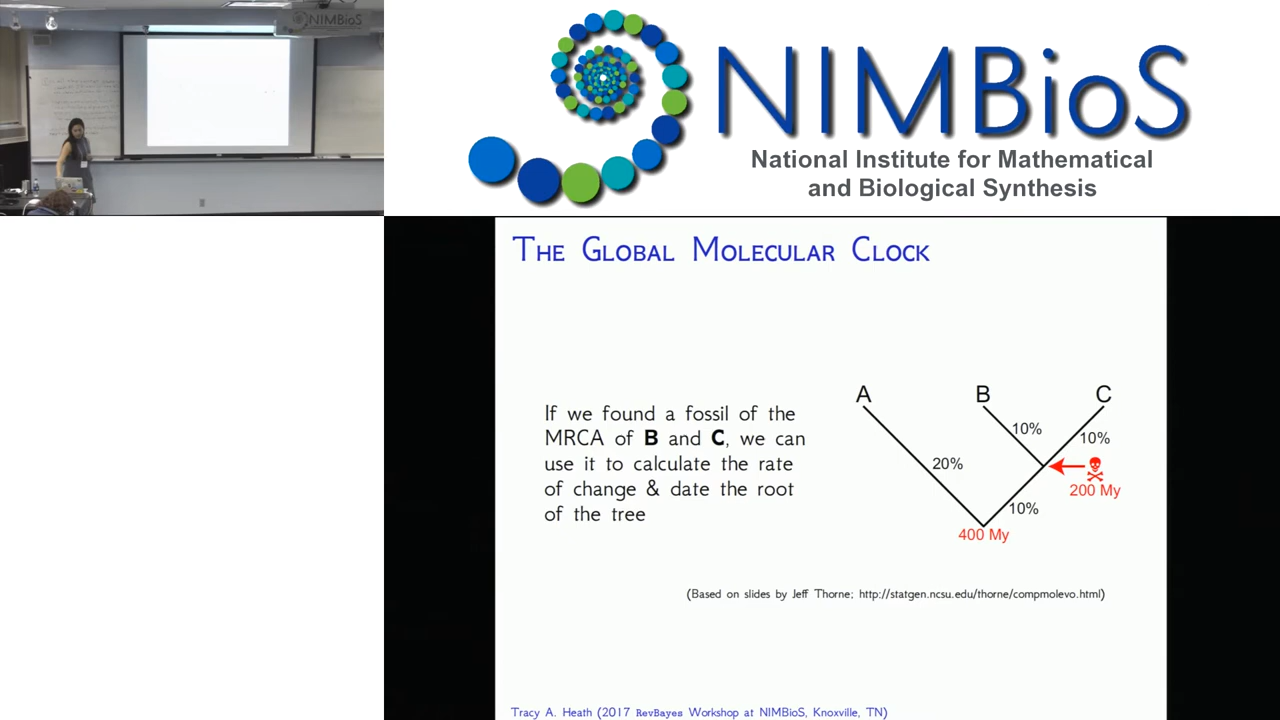 NIMBioS
NIMBioS
National Institute for Mathematical
and Biological Synthesis
THE GLOBAL MOLECULAR CLOCK
If we found a fossil of the
MRCA of B and C, we can
use it to calculate the rate
of change & date the root
of the tree
A B C
10%
10%
20%
200 My
10%
400 My
(Based on slides by Jeff Thorne; http://statgen.ncsu.edu/thorne/compmolevo.html)
Tracy A. Heath (2017 RevBayes Workshop at NIMBioS, Knoxville, TN)